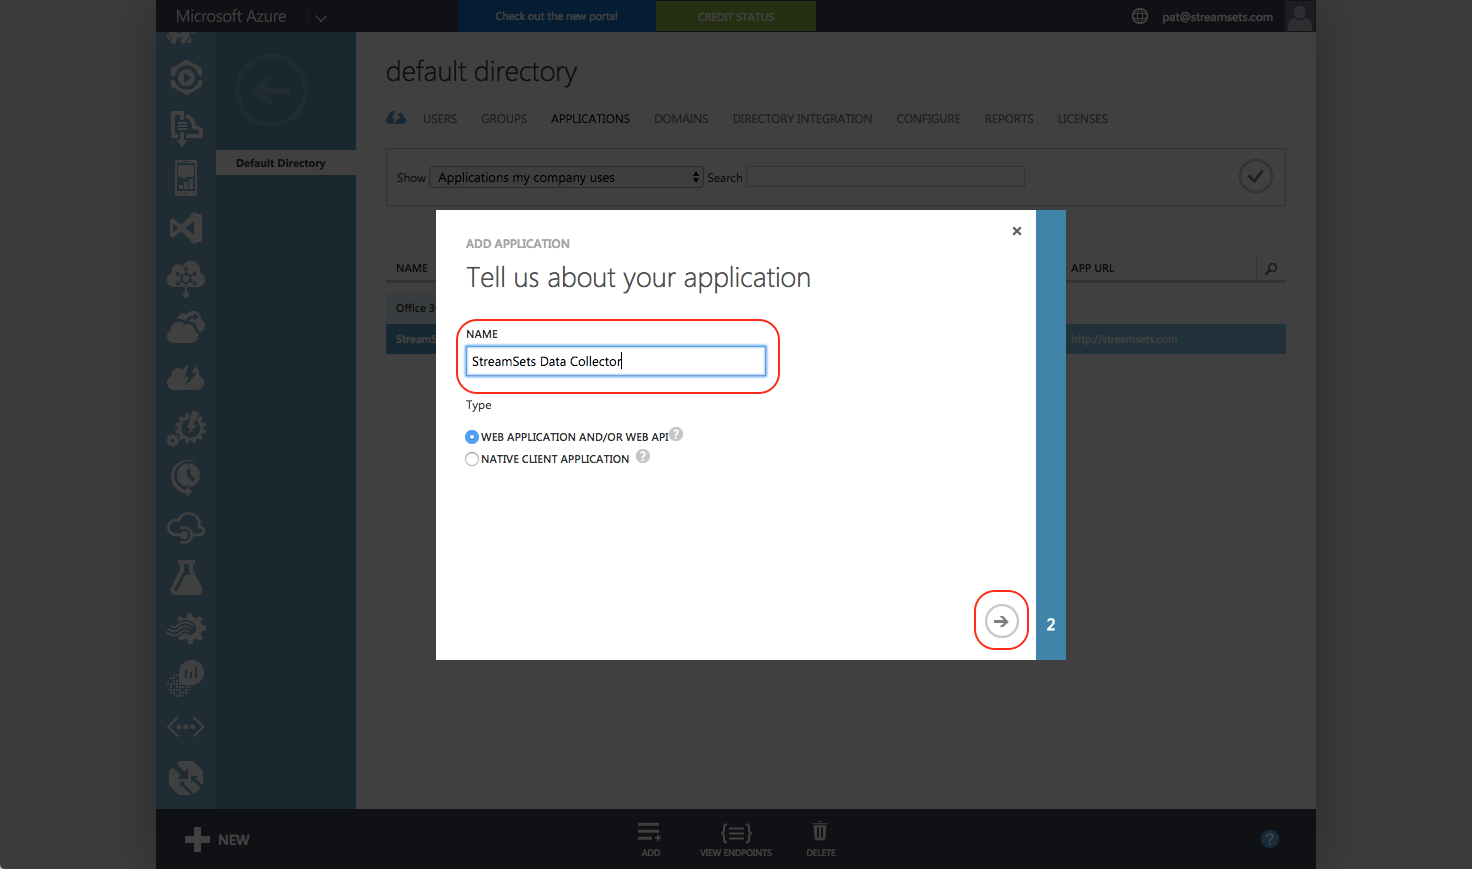 Microsoft Azure
Check out the new portal
CREDIT STATUS
pat@streamsets.com
default directory
USERS GROUPS APPLICATIONS DOMAINS DIRECTORY INTEGRATION CONFIGURE REPORTS LICENSES
Default Directory
Show Applications my company uses Search
ADD APPLICATION
Tell us about your application
NAME APP URL
Office 3
StreamS http://streamsets.com
NAME
StreamSets Data Collector
Type
WEB APPLICATION AND/OR WEB API ?
NATIVE CLIENT APPLICATION ?
2
NEW
ADD VIEW ENDPOINTS DELETE
?